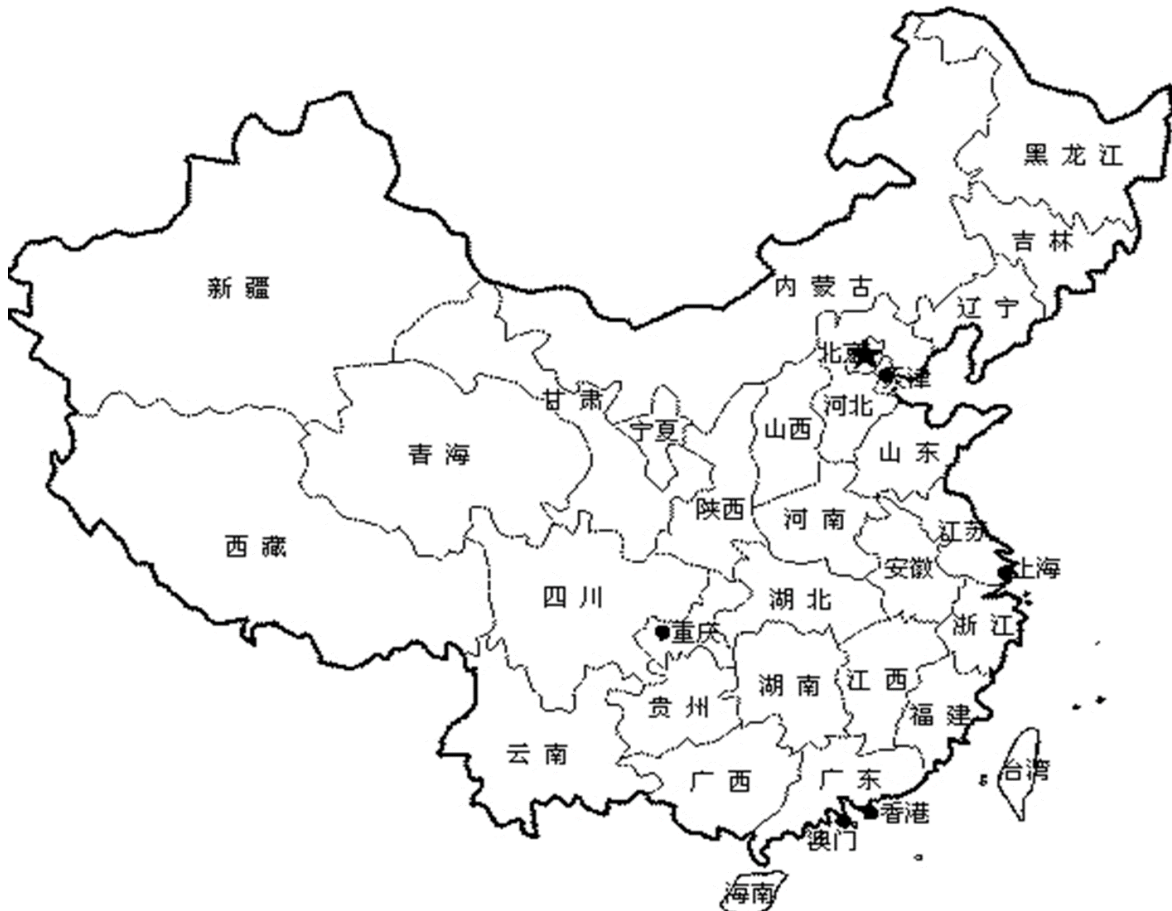 黑龙江
吉林
辽宁
内蒙古
新疆
北京
天津
河北
甘肃
宁夏
山西
山东
青海
陕西
河南
江苏
西藏
安徽
上海
四川
湖北
浙江
重庆
湖南
江西
贵州
福建
云南
广西
广东
台湾
香港
澳门
海南